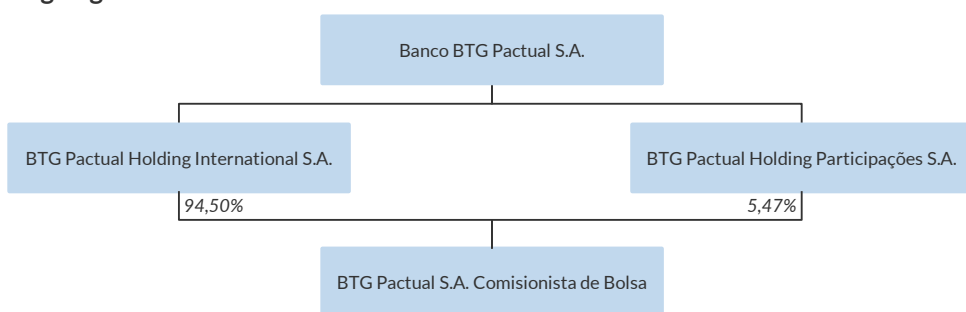 Banco BTG Pactual S.A.
BTG Pactual Holding International S.A.
BTG Pactual Holding Participações S.A.
94,50%
5,47%
BTG Pactual S.A. Comisionista de Bolsa